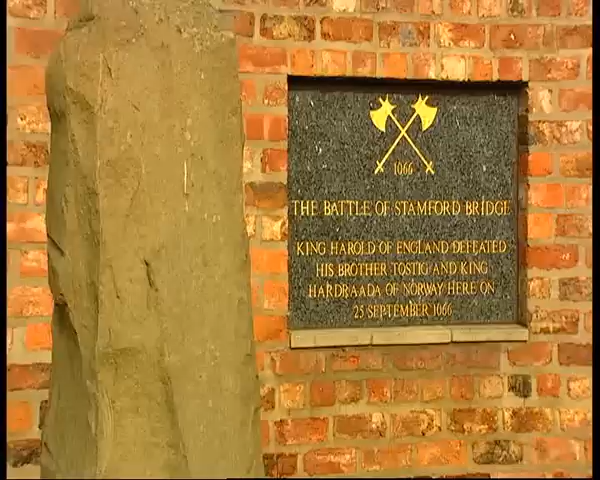 1066
THE BATTLE OF STAMFORD BRIDGE
KING HAROLD OF ENGLAND DEFEATED
HIS BROTHER TOSTIG AND KING
HARDRAADA OF NORWAY HERE ON
25 SEPTEMBER 1066